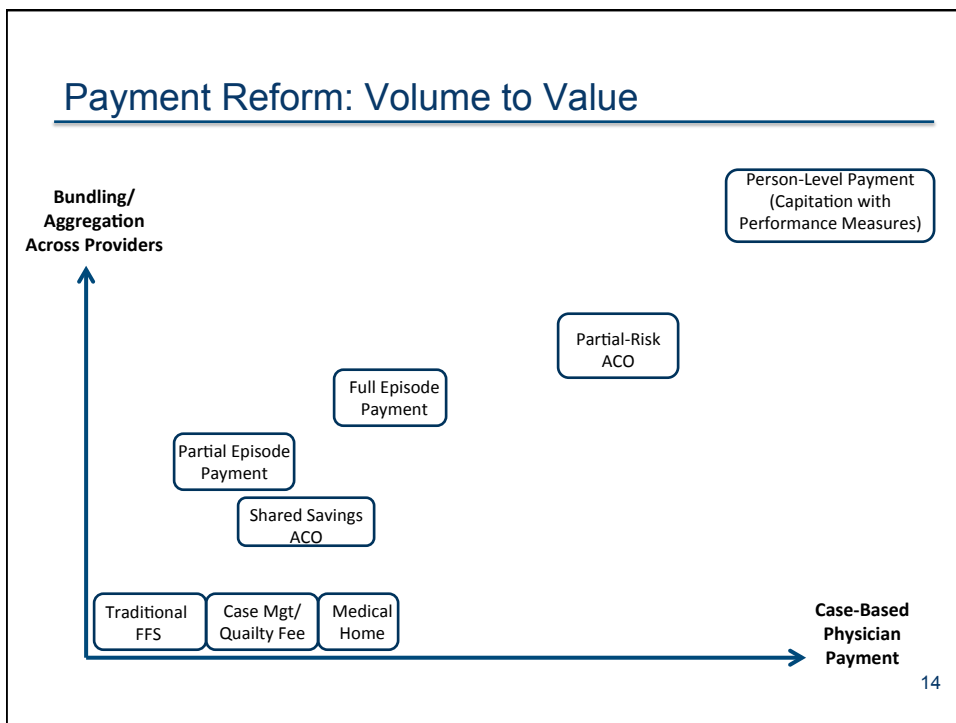 Payment Reform: Volume to Value
Bundling/
Aggregation
Across Providers
Person-Level Payment
(Capitation with
Performance Measures)
Partial-Risk
ACO
Full Episode
Payment
Partial Episode
Payment
Shared Savings
ACO
Traditional
FFS
Case Mgt/
Quailty Fee
Medical
Home
Case-Based
Physician
Payment
14